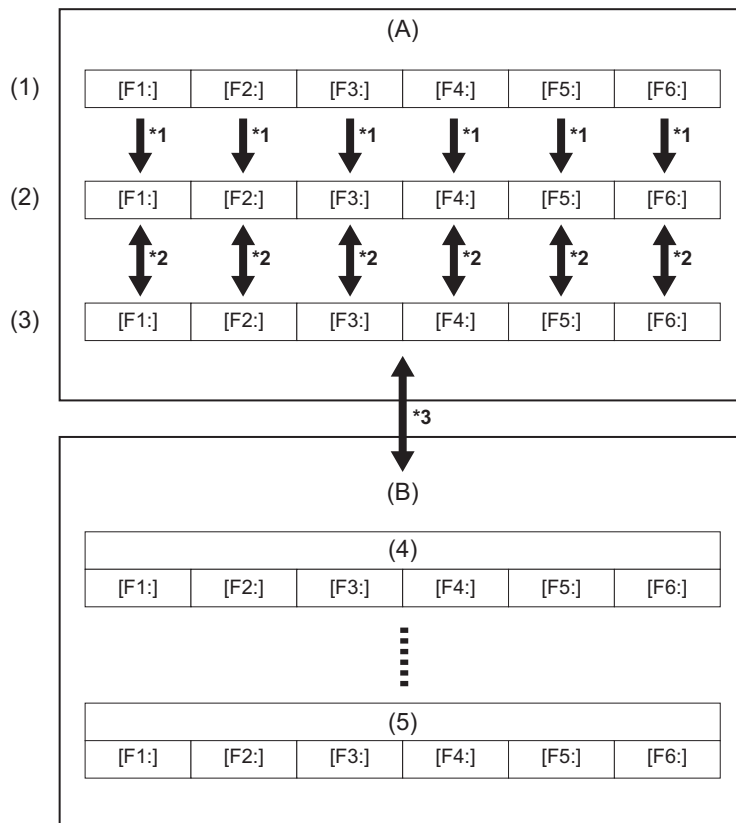 (A)
(1) [F1:] [F2:] [F3:] [F4:] [F5:] [F6:]
*1 *1 *1 *1 *1 *1
(2) [F1:] [F2:] [F3:] [F4:] [F5:] [F6:]
*2 *2 *2 *2 *2 *2
(3) [F1:] [F2:] [F3:] [F4:] [F5:] [F6:]
*3
(B)
(4)
[F1:] [F2:] [F3:] [F4:] [F5:] [F6:]
(5)
[F1:] [F2:] [F3:] [F4:] [F5:] [F6:]